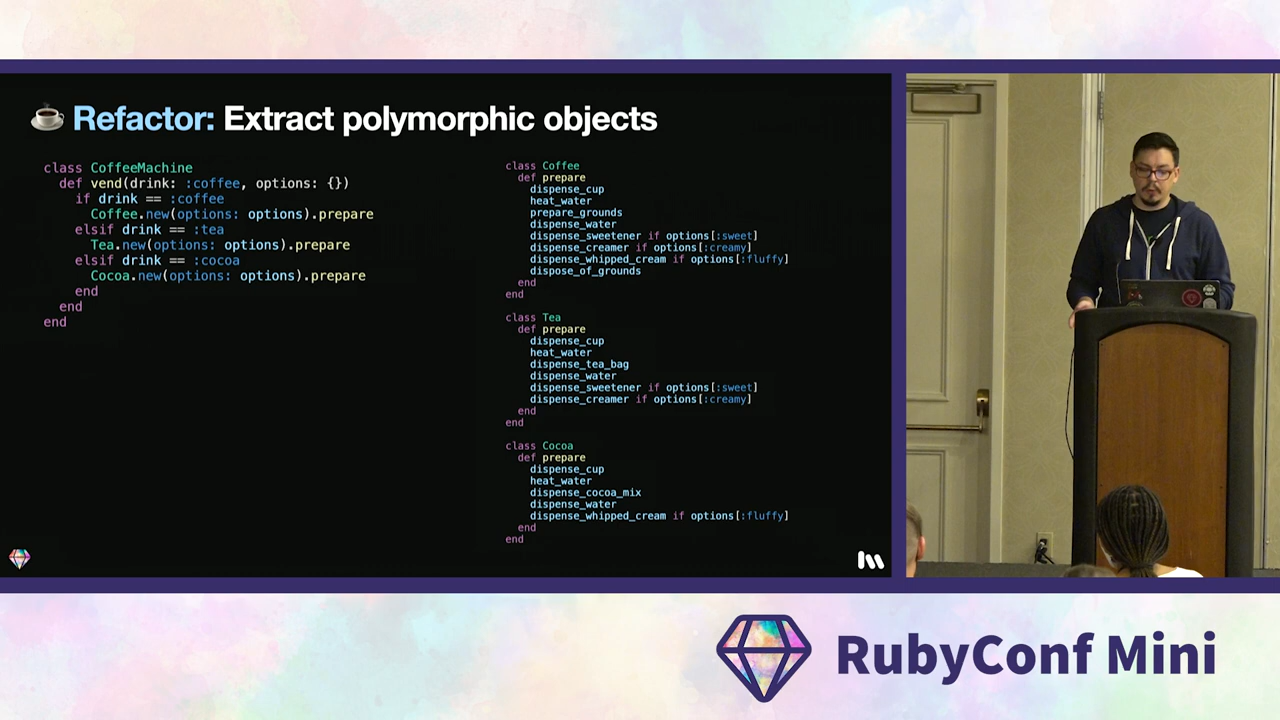 ☕ Refactor: Extract polymorphic objects
class CoffeeMachine
  def vend(drink: :coffee, options: {})
    if drink == :coffee
      Coffee.new(options: options).prepare
    elsif drink == :tea
      Tea.new(options: options).prepare
    elsif drink == :cocoa
      Cocoa.new(options: options).prepare
    end
  end
end
class Coffee
  def prepare
    dispense_cup
    heat_water
    prepare_grounds
    dispense_water
    dispense_sweetener if options[:sweet]
    dispense_creamer if options[:creamy]
    dispense_whipped_cream if options[:fluffy]
    dispose_of_grounds
  end
end
class Tea
  def prepare
    dispense_cup
    heat_water
    dispense_tea_bag
    dispense_water
    dispense_sweetener if options[:sweet]
    dispense_creamer if options[:creamy]
  end
end
class Cocoa
  def prepare
    dispense_cup
    heat_water
    dispense_cocoa_mix
    dispense_water
    dispense_whipped_cream if options[:fluffy]
  end
end
RubyConf Mini